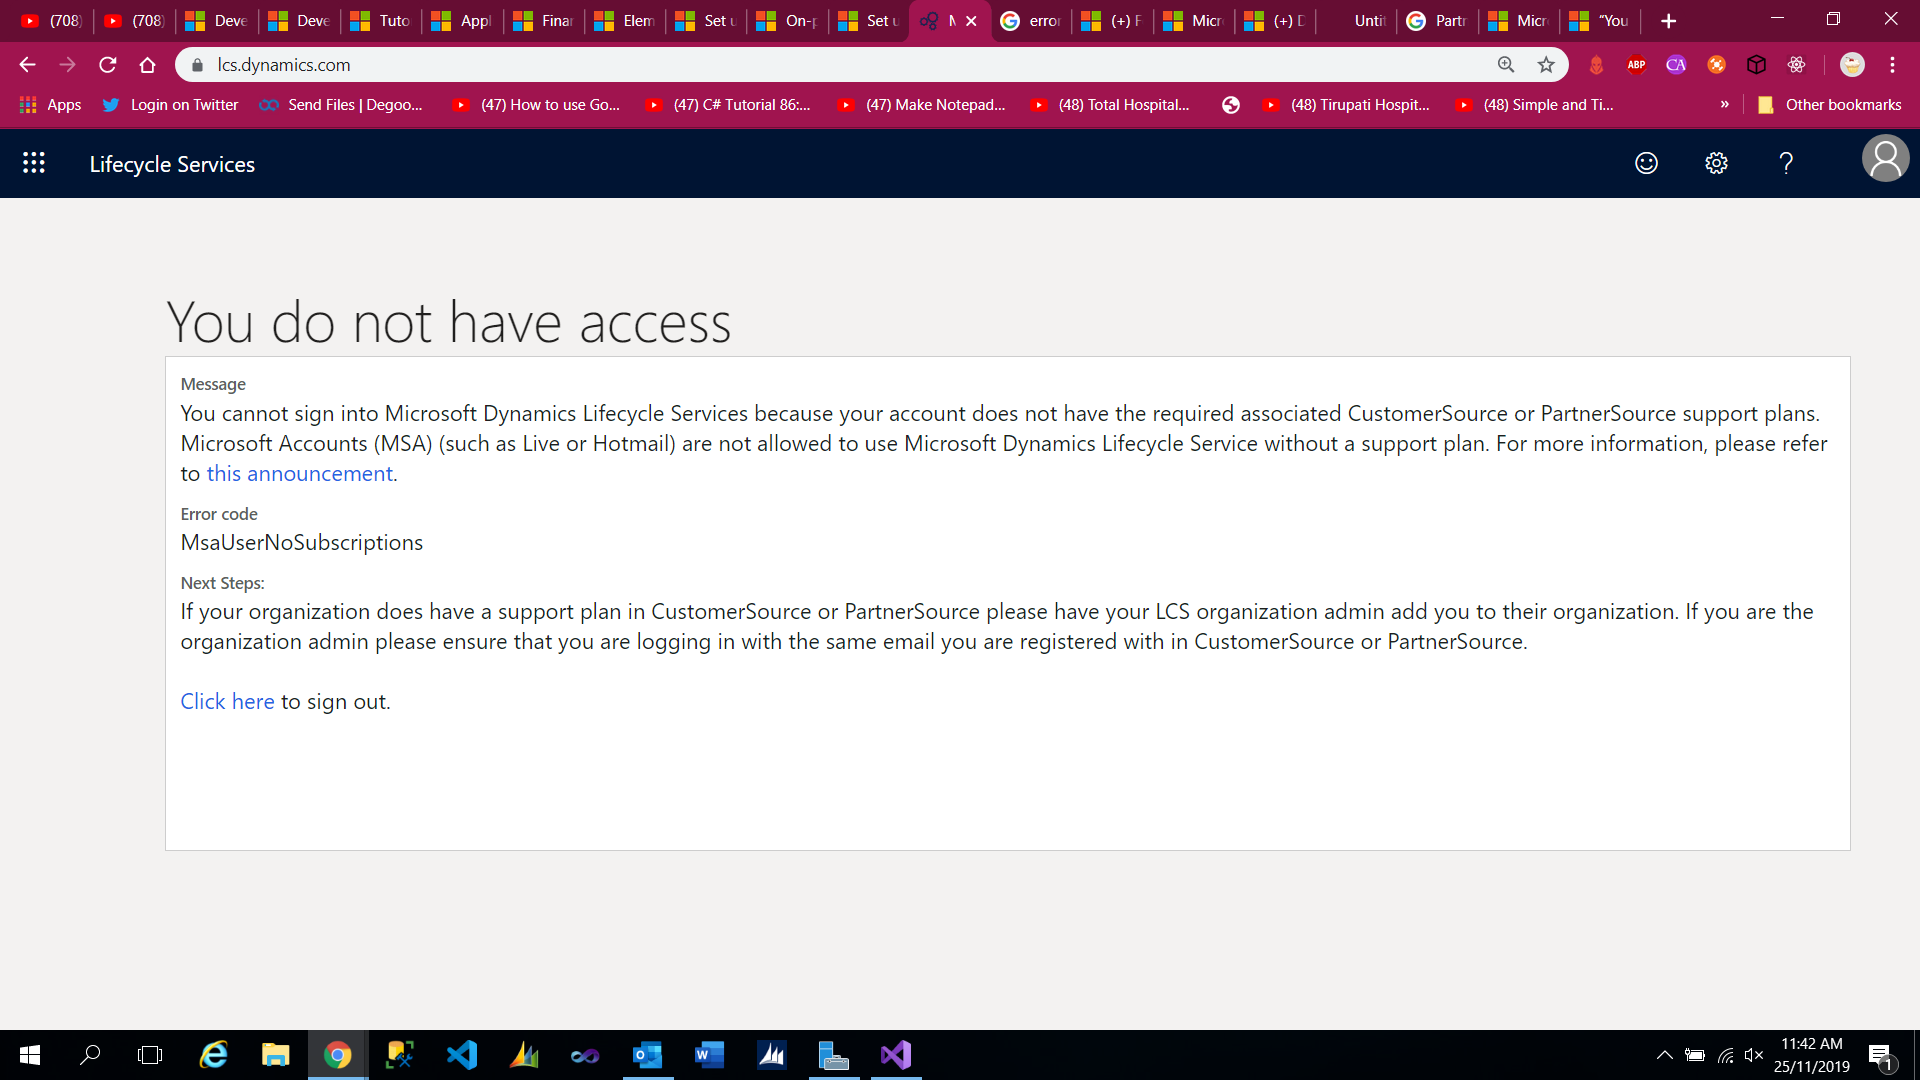 (708) (708) Deve Deve Tuto Appl Finan Elem Set u On-p Set u M error (+) F Micro (+) D Untit Partn Micro "You
lcs.dynamics.com ABP CA
Apps Login on Twitter Send Files | Degoo... (47) How to use Go... (47) C# Tutorial 86:... (47) Make Notepad... (48) Total Hospital... (48) Tirupati Hospit... (48) Simple and Ti... » Other bookmarks
Lifecycle Services
You do not have access
Message
You cannot sign into Microsoft Dynamics Lifecycle Services because your account does not have the required associated CustomerSource or PartnerSource support plans.
Microsoft Accounts (MSA) (such as Live or Hotmail) are not allowed to use Microsoft Dynamics Lifecycle Service without a support plan. For more information, please refer
to this announcement.
Error code
MsaUserNoSubscriptions
Next Steps:
If your organization does have a support plan in CustomerSource or PartnerSource please have your LCS organization admin add you to their organization. If you are the
organization admin please ensure that you are logging in with the same email you are registered with in CustomerSource or PartnerSource.
Click here to sign out.
11:42 AM
25/11/2019
1